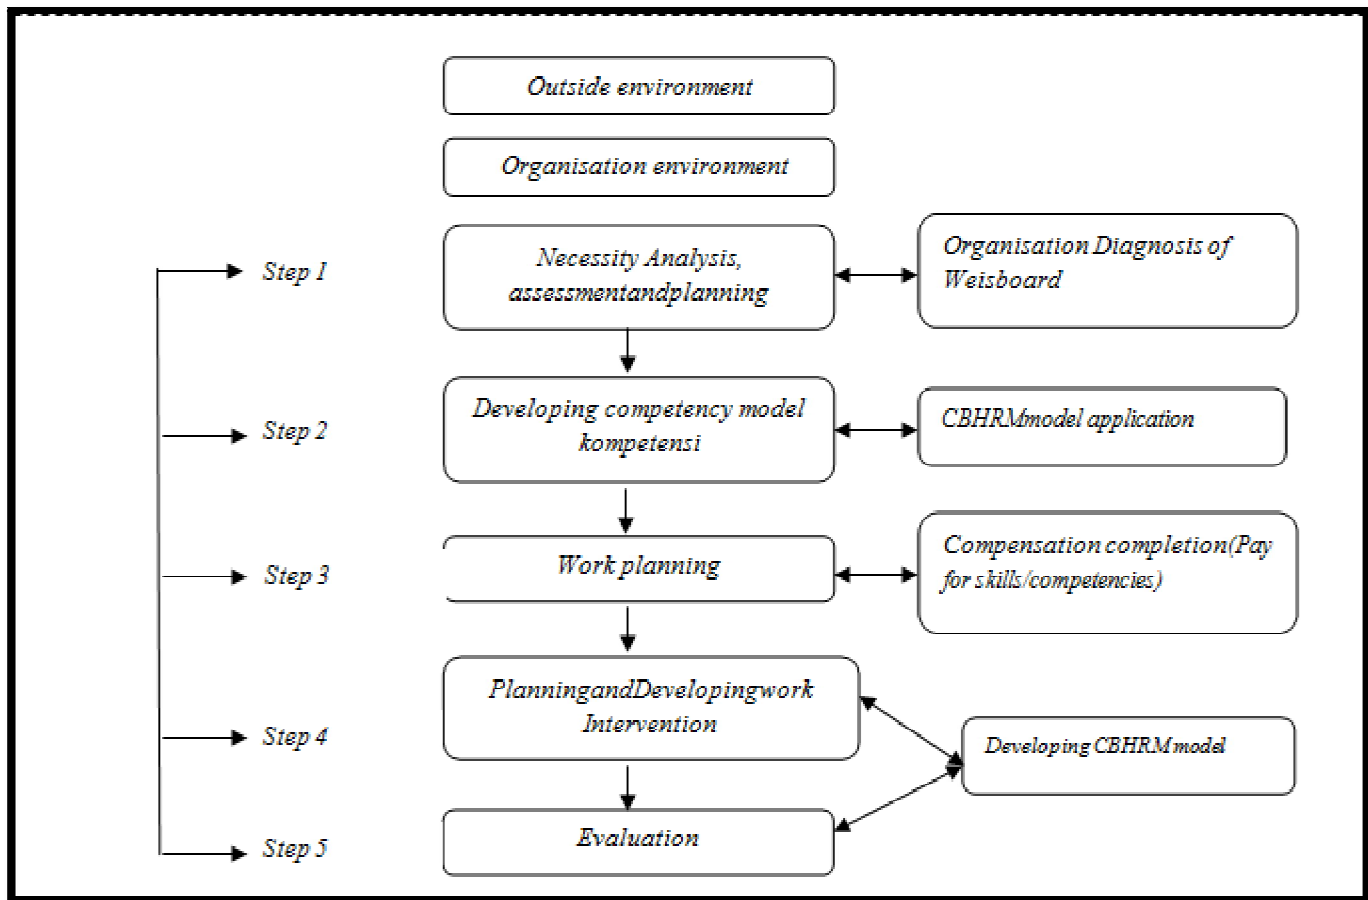 Outside environment
Organisation environment
Step 1
Necessity Analysis,
assessmentandplanning
Organisation Diagnosis of
Weisboard
Step 2
Developing competency model
kompetensi
CBHRMmodel application
Step 3
Work planning
Compensation completion(Pay
for skills/competencies)
Step 4
PlanningandDevelopingwork
Intervention
Developing CBHRM model
Step 5
Evaluation